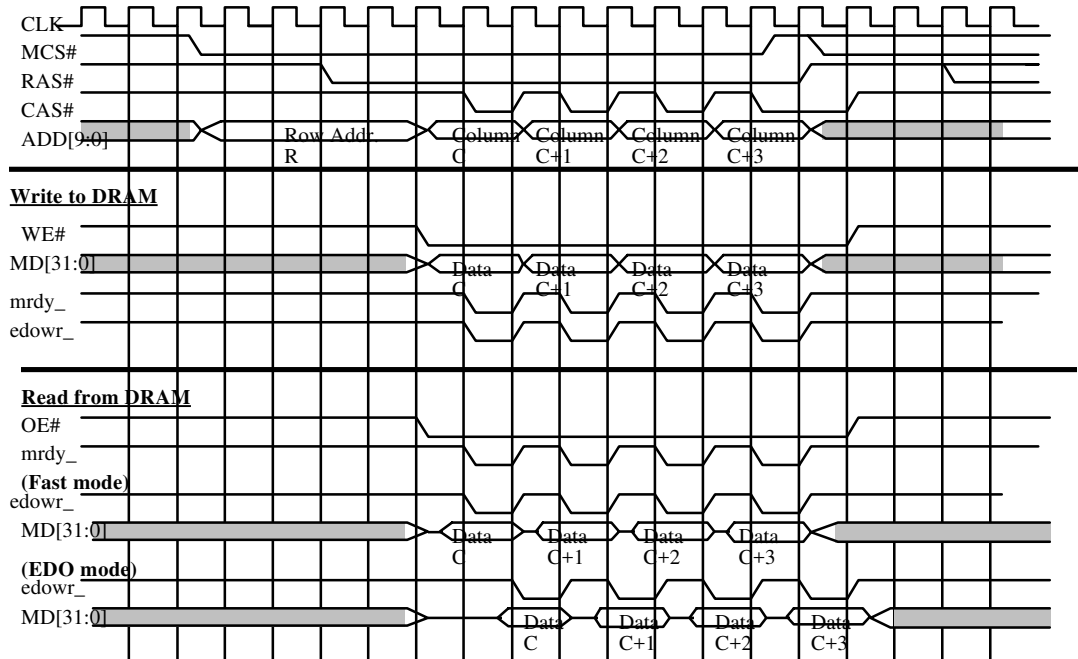 CLK
MCS#
RAS#
CAS#
ADD[9:0]
Row Addr. Column Column Column Column
R C C+1 C+2 C+3
Write to DRAM
WE#
MD[31:0]
Data Data Data Data
C C+1 C+2 C+3
mrdy_
edowr_
Read from DRAM
OE#
mrdy_
(Fast mode)
edowr_
MD[31:0] Data Data Data Data
C C+1 C+2 C+3
(EDO mode)
edowr_
MD[31:0] Data Data Data Data
C C+1 C+2 C+3